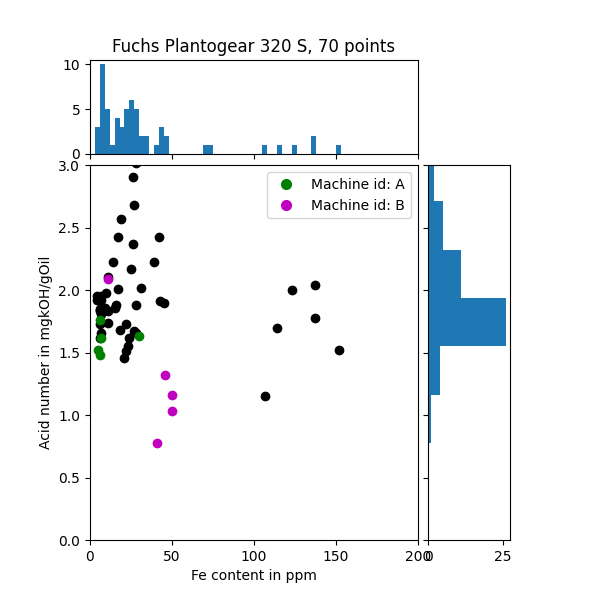 Fuchs Plantogear 320 S, 70 points
10
5
0
3.0
2.5
2.0
1.5
1.0
0.5
0.0
Machine id: A
Machine id: B
Acid number in mgkOH/gOil
0 50 100 150 200
0 25
Fe content in ppm